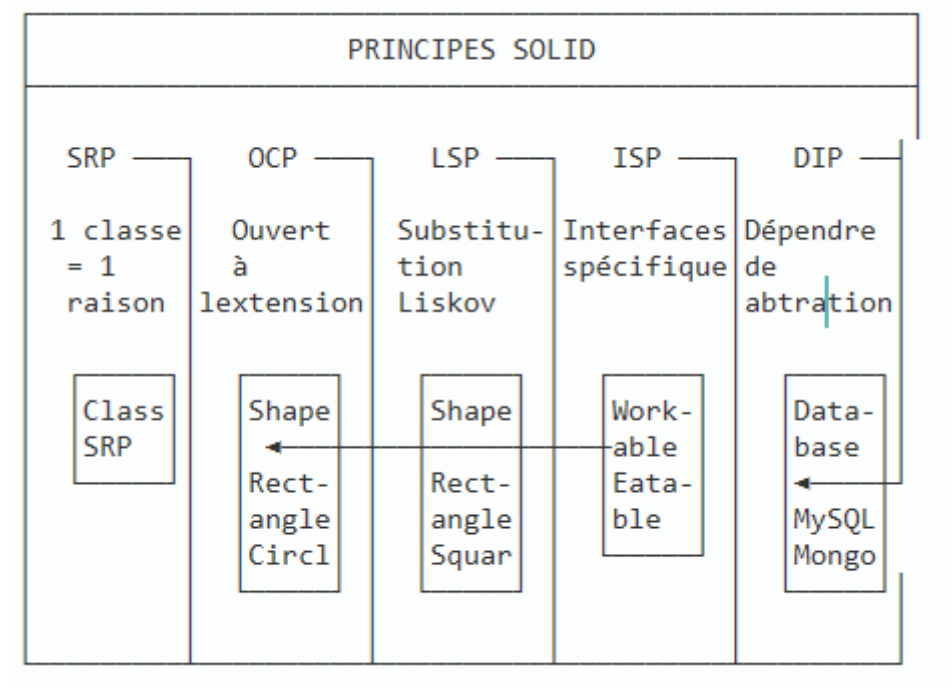 PRINCIPES SOLID
SRP
OCP
LSP
ISP
DIP
1 classe
= 1
raison
Ouvert
à
lextension
Substitu-
tion
Liskov
Interfaces
spécifique
Dépendre
de
abtration
Class
SRP
Shape
Rect-
angle
Circl
Shape
Rect-
angle
Squar
Work-
able
Eata-
ble
Data-
base
MySQL
Mongo